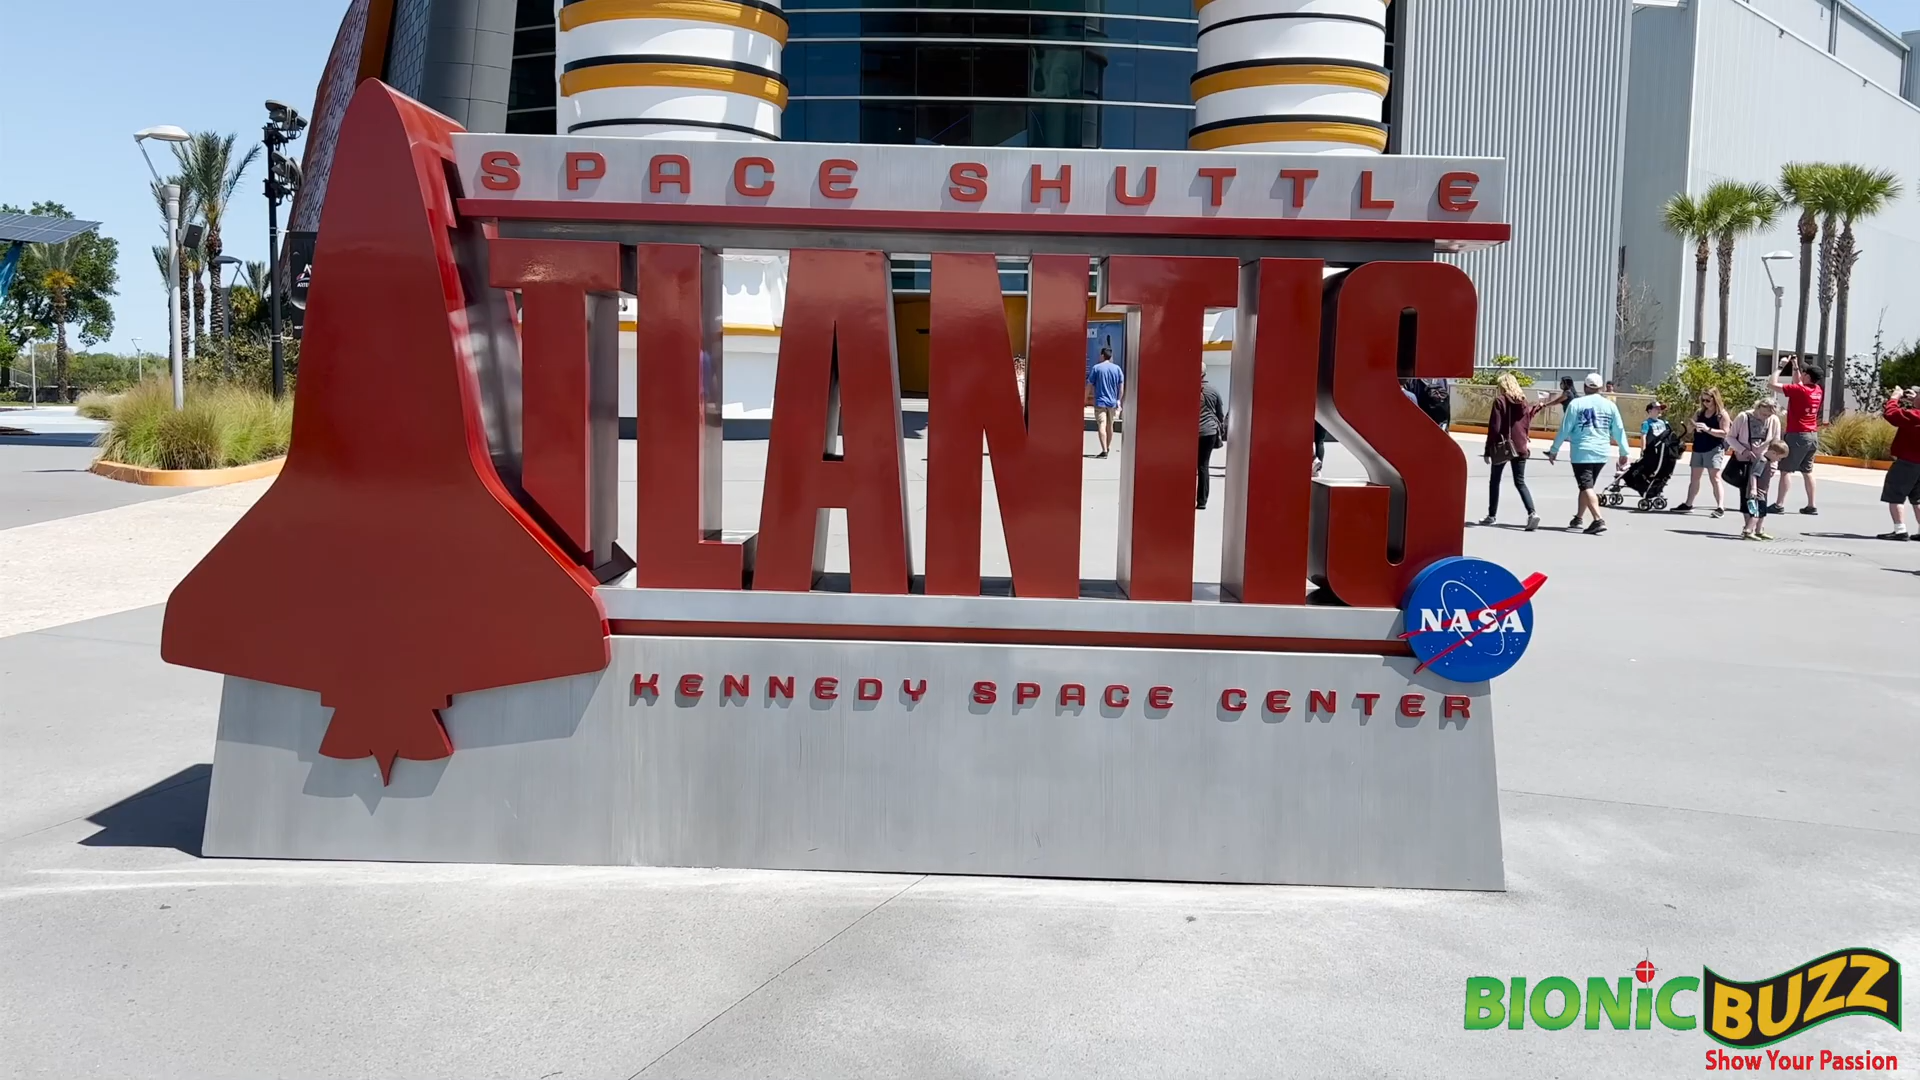 SPACE SHUTTLE
TLANTIS
NASA
KENNEDY SPACE CENTER
BIONIC BUZZ
Show Your Passion